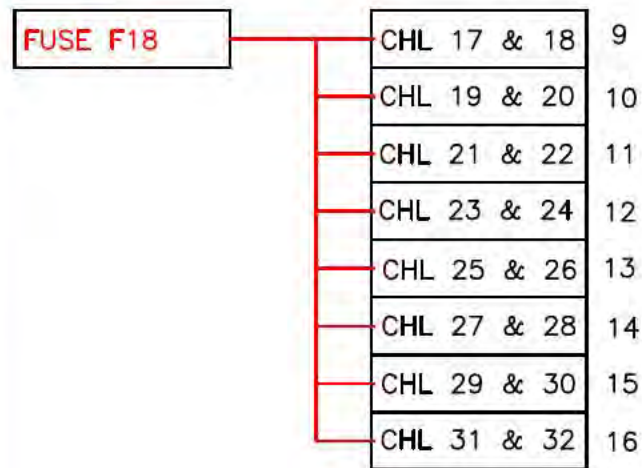 FUSE F18 CHL 17 & 18 9
CHL 19 & 20 10
CHL 21 & 22 11
CHL 23 & 24 12
CHL 25 & 26 13
CHL 27 & 28 14
CHL 29 & 30 15
CHL 31 & 32 16